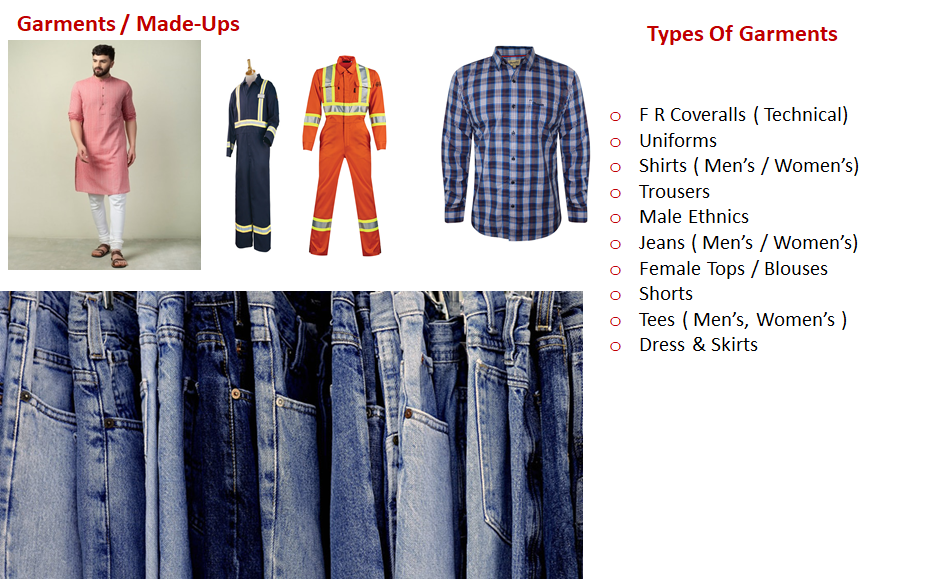 Garments / Made-Ups
Types Of Garments
F R Coveralls ( Technical)
Uniforms
Shirts ( Men’s / Women’s)
Trousers
Male Ethnics
Jeans ( Men’s / Women’s)
Female Tops / Blouses
Shorts
Tees ( Men’s, Women’s )
Dress & Skirts